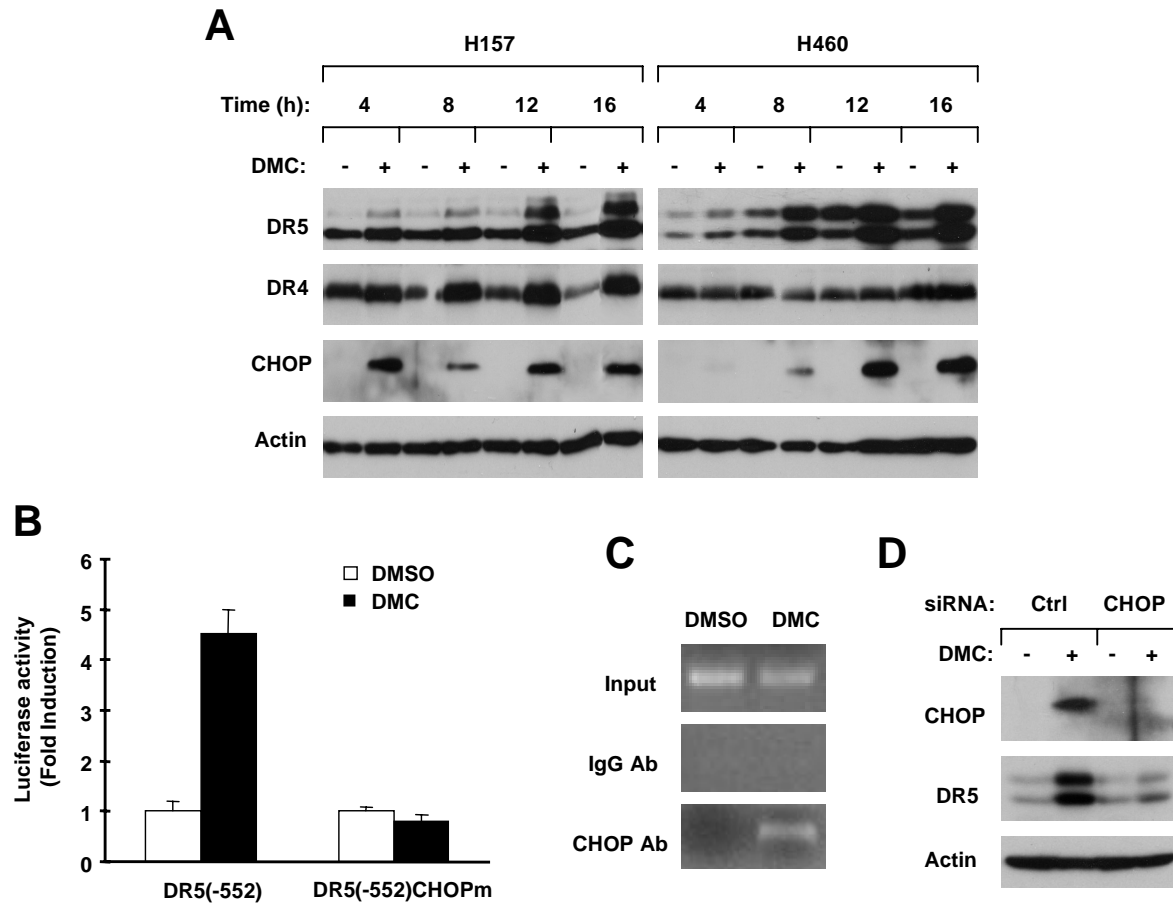 A
H157 H460
Time (h): 4 8 12 16 4 8 12 16
DMC: - + - + - + - + - + - + - + - +
DR5
DR4
CHOP
Actin
B
Luciferase activity
(Fold Induction)
6
5
4
3
2
1
0
DMSO
DMC
DR5(-552) DR5(-552)CHOPm
C
DMSO DMC
Input
IgG Ab
CHOP Ab
D
siRNA: Ctrl CHOP
DMC: - + - +
CHOP
DR5
Actin